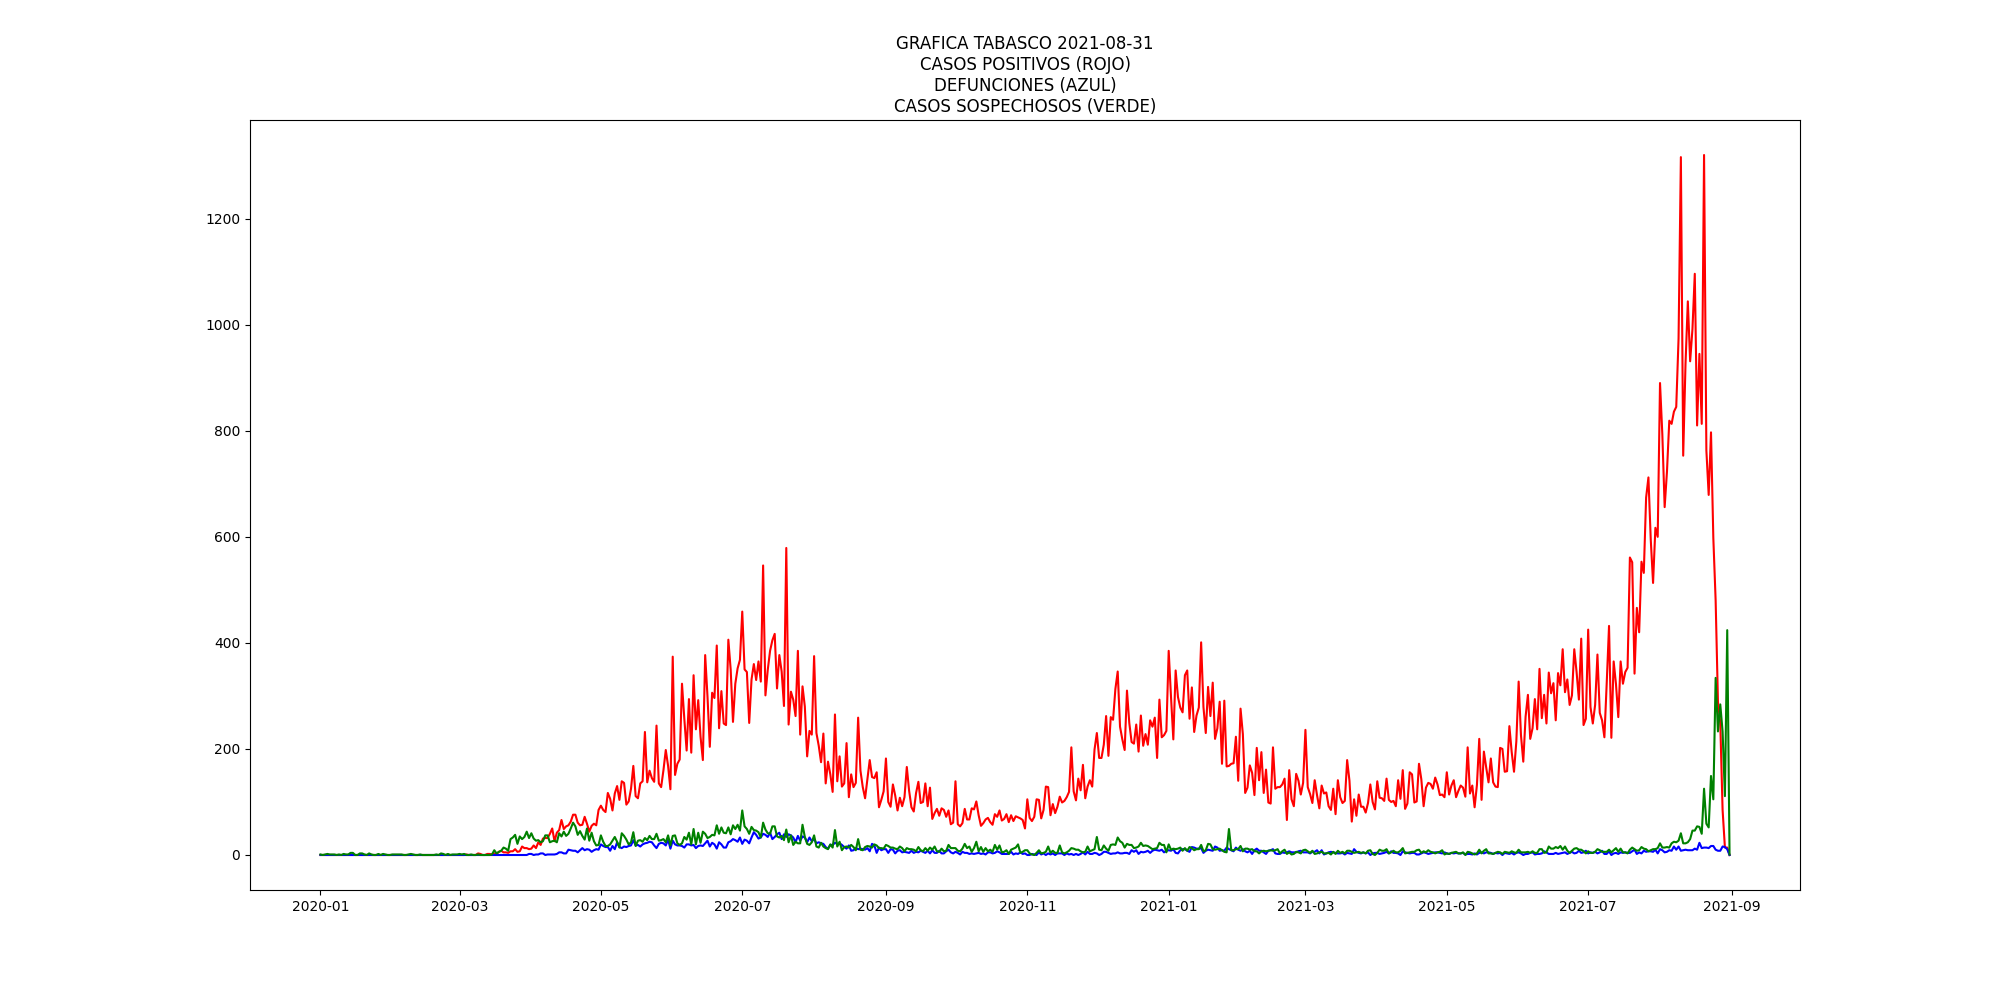 GRAFICA TABASCO 2021-08-31
CASOS POSITIVOS (ROJO)
DEFUNCIONES (AZUL)
CASOS SOSPECHOSOS (VERDE)
1200
1000
800
600
400
200
0
2020-01 2020-03 2020-05 2020-07 2020-09 2020-11 2021-01 2021-03 2021-05 2021-07 2021-09